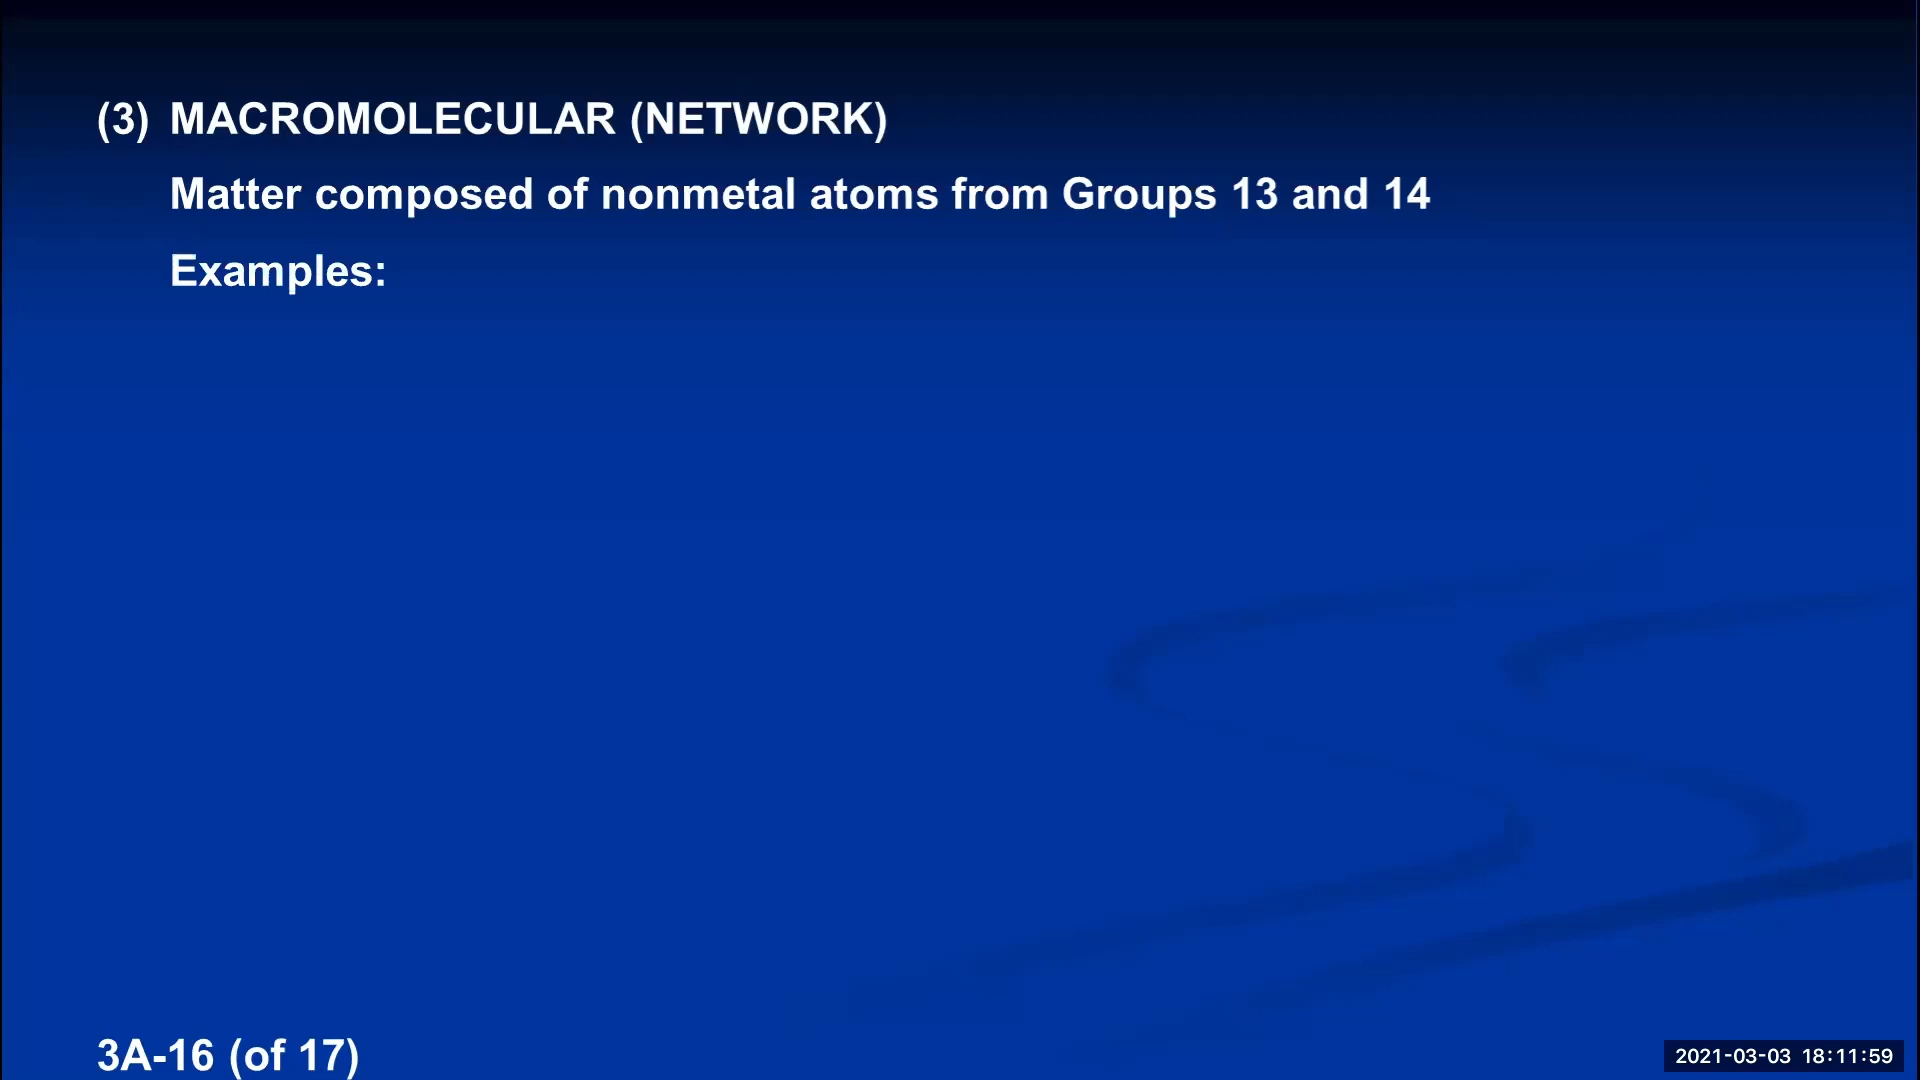 (3) MACROMOLECULAR (NETWORK)
Matter composed of nonmetal atoms from Groups 13 and 14
Examples:
3A-16 (of 17)
2021-03-03 18:11:59